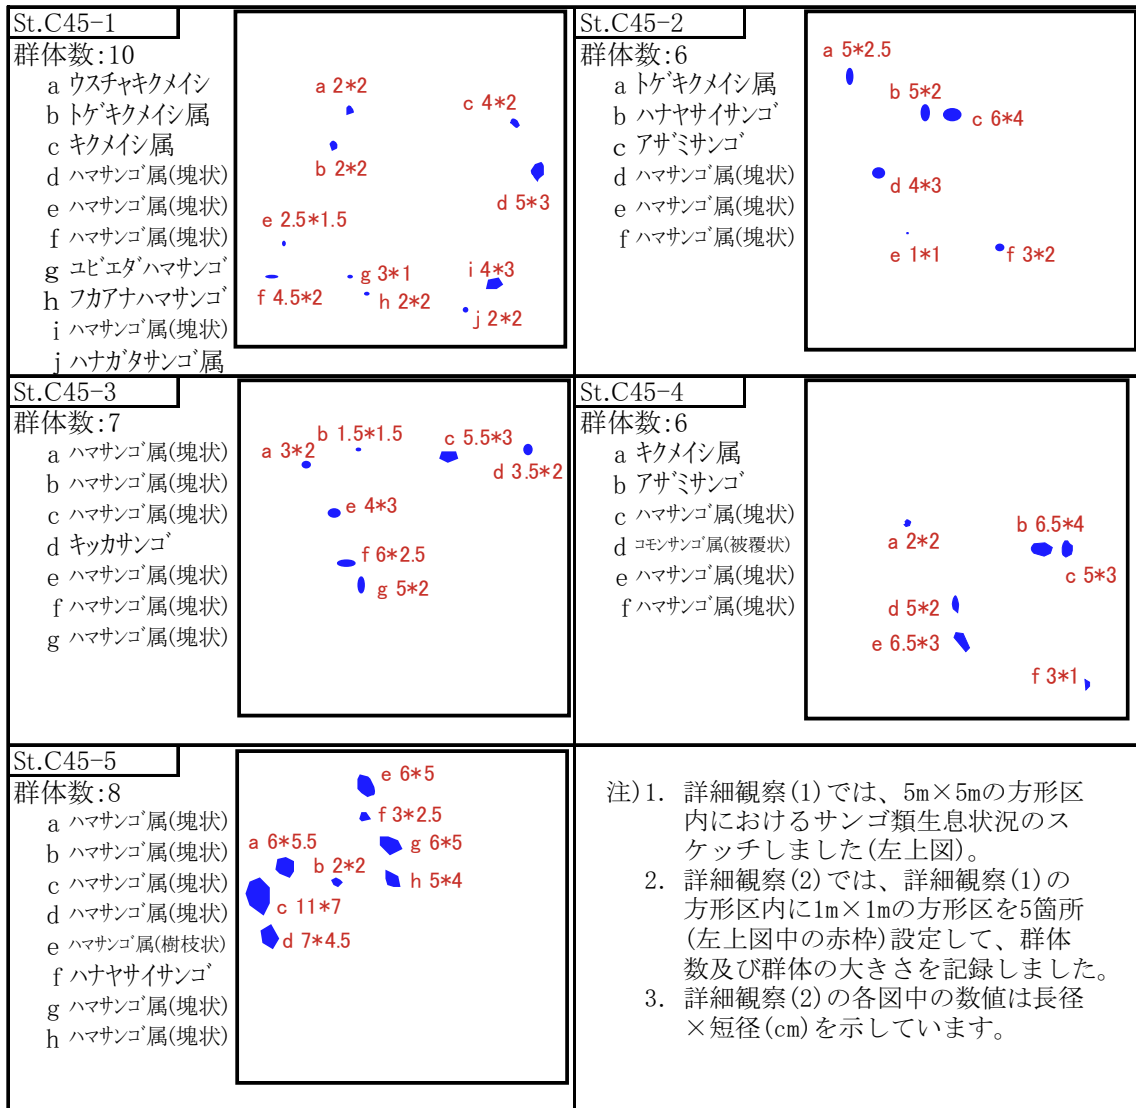 St.C45-1
群体数:10
a ウスチャキクメイシ
b トゲキクメイシ属
c キクメイシ属
d ハマサンゴ属(塊状)
e ハマサンゴ属(塊状)
f ハマサンゴ属(塊状)
g ユビエダハマサンゴ
h フカアナハマサンゴ
i ハマサンゴ属(塊状)
j ハナガタサンゴ属
a 2*2
c 4*2
b 2*2
d 5*3
e 2.5*1.5
g 3*1
i 4*3
f 4.5*2
h 2*2
j 2*2
St.C45-2
群体数:6
a トゲキクメイシ属
b ハナヤサイサンゴ
c アザミサンゴ
d ハマサンゴ属(塊状)
e ハマサンゴ属(塊状)
f ハマサンゴ属(塊状)
a 5*2.5
b 5*2
c 6*4
d 4*3
e 1*1
f 3*2
St.C45-3
群体数:7
a ハマサンゴ属(塊状)
b ハマサンゴ属(塊状)
c ハマサンゴ属(塊状)
d キッカサンゴ
e ハマサンゴ属(塊状)
f ハマサンゴ属(塊状)
g ハマサンゴ属(塊状)
b 1.5*1.5
a 3*2
c 5.5*3
d 3.5*2
e 4*3
f 6*2.5
g 5*2
St.C45-4
群体数:6
a キクメイシ属
b アザミサンゴ
c ハマサンゴ属(塊状)
d コモンサンゴ属(被覆状)
e ハマサンゴ属(塊状)
f ハマサンゴ属(塊状)
a 2*2
b 6.5*4
c 5*3
d 5*2
e 6.5*3
f 3*1
St.C45-5
群体数:8
a ハマサンゴ属(塊状)
b ハマサンゴ属(塊状)
c ハマサンゴ属(塊状)
d ハマサンゴ属(塊状)
e ハマサンゴ属(樹枝状)
f ハナヤサイサンゴ
g ハマサンゴ属(塊状)
h ハマサンゴ属(塊状)
e 6*5
f 3*2.5
a 6*5.5
g 6*5
b 2*2
h 5*4
c 11*7
d 7*4.5
注)1. 詳細観察(1)では、5m×5mの方形区
内におけるサンゴ類生息状況のス
ケッチしました(左上図)。
2. 詳細観察(2)では、詳細観察(1)の
方形区内に1m×1mの方形区を5箇所
(左上図中の赤枠)設定して、群体
数及び群体の大きさを記録しました。
3. 詳細観察(2)の各図中の数値は長径
×短径(cm)を示しています。